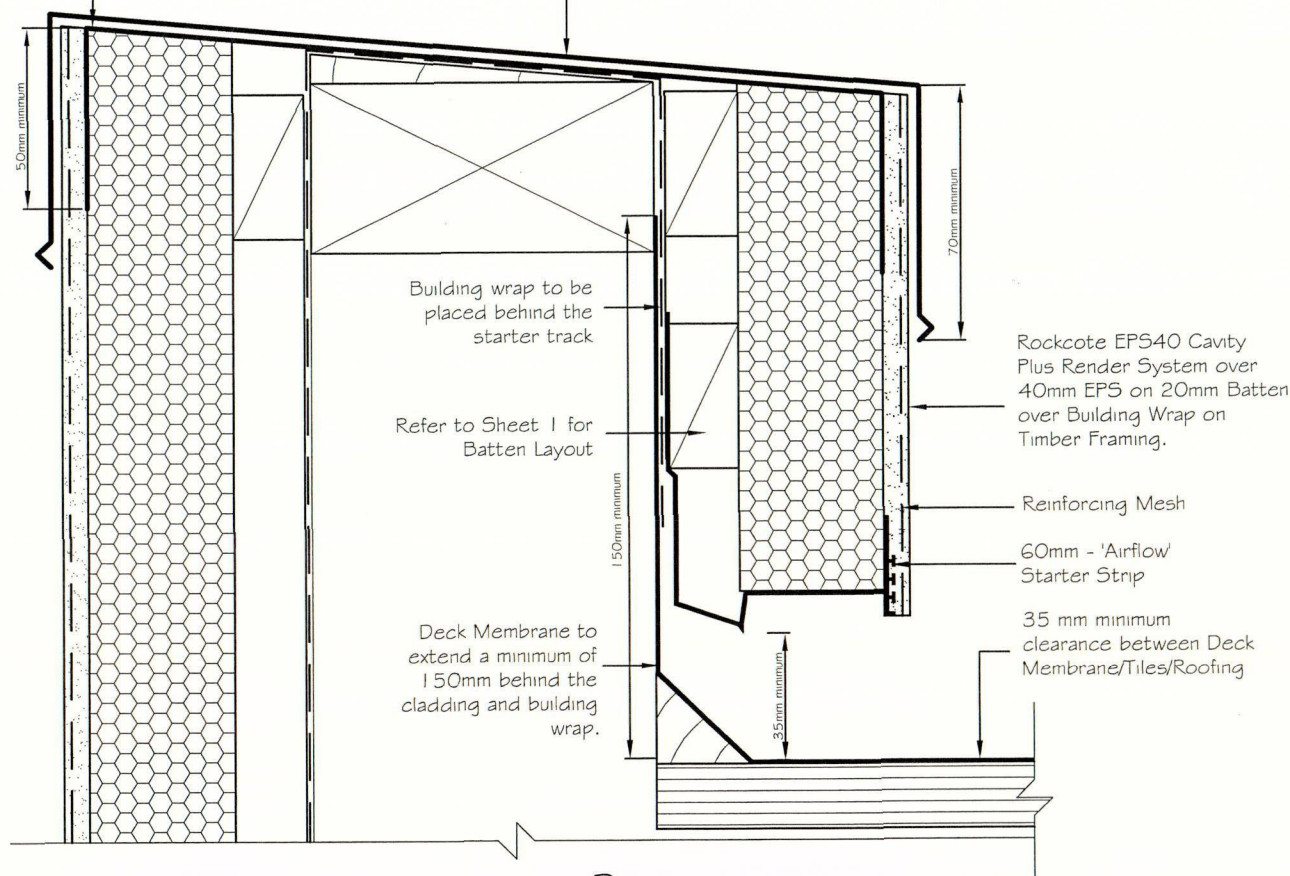 50mm minimum
70mm minimum
Building wrap to be
placed behind the
starter track
Refer to Sheet 1 for
Batten Layout
150mm minimum
Deck Membrane to
extend a minimum of
150mm behind the
cladding and building
wrap.
35mm minimum
Rockcote EPS40 Cavity
Plus Render System over
40mm EPS on 20mm Batten
over Building Wrap on
Timber Framing.
Reinforcing Mesh
60mm - 'Airflow'
Starter Strip
35 mm minimum
clearance between Deck
Membrane/Tiles/Roofing